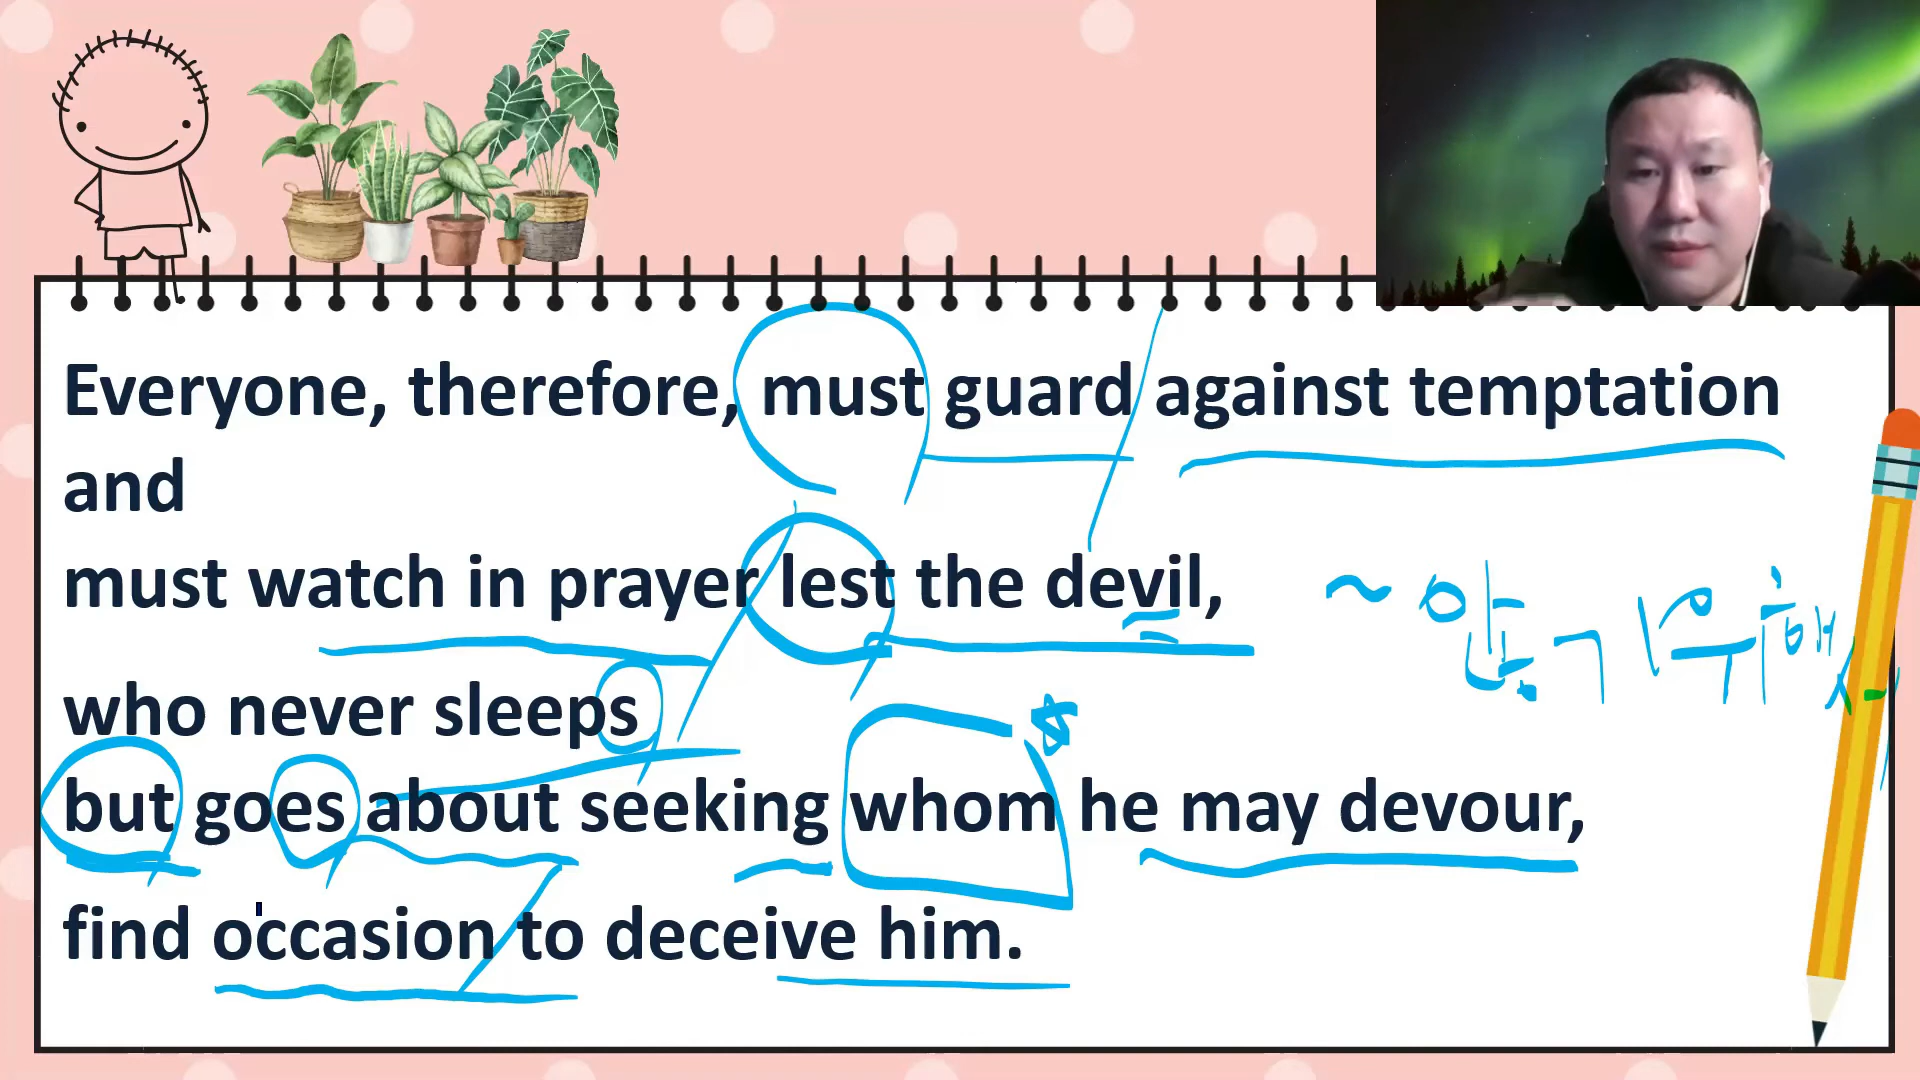 Everyone, therefore, must guard against temptation
and
must watch in prayer lest the devil,
~ 않기 위해
who never sleeps
but goes about seeking whom he may devour,
find occasion to deceive him.